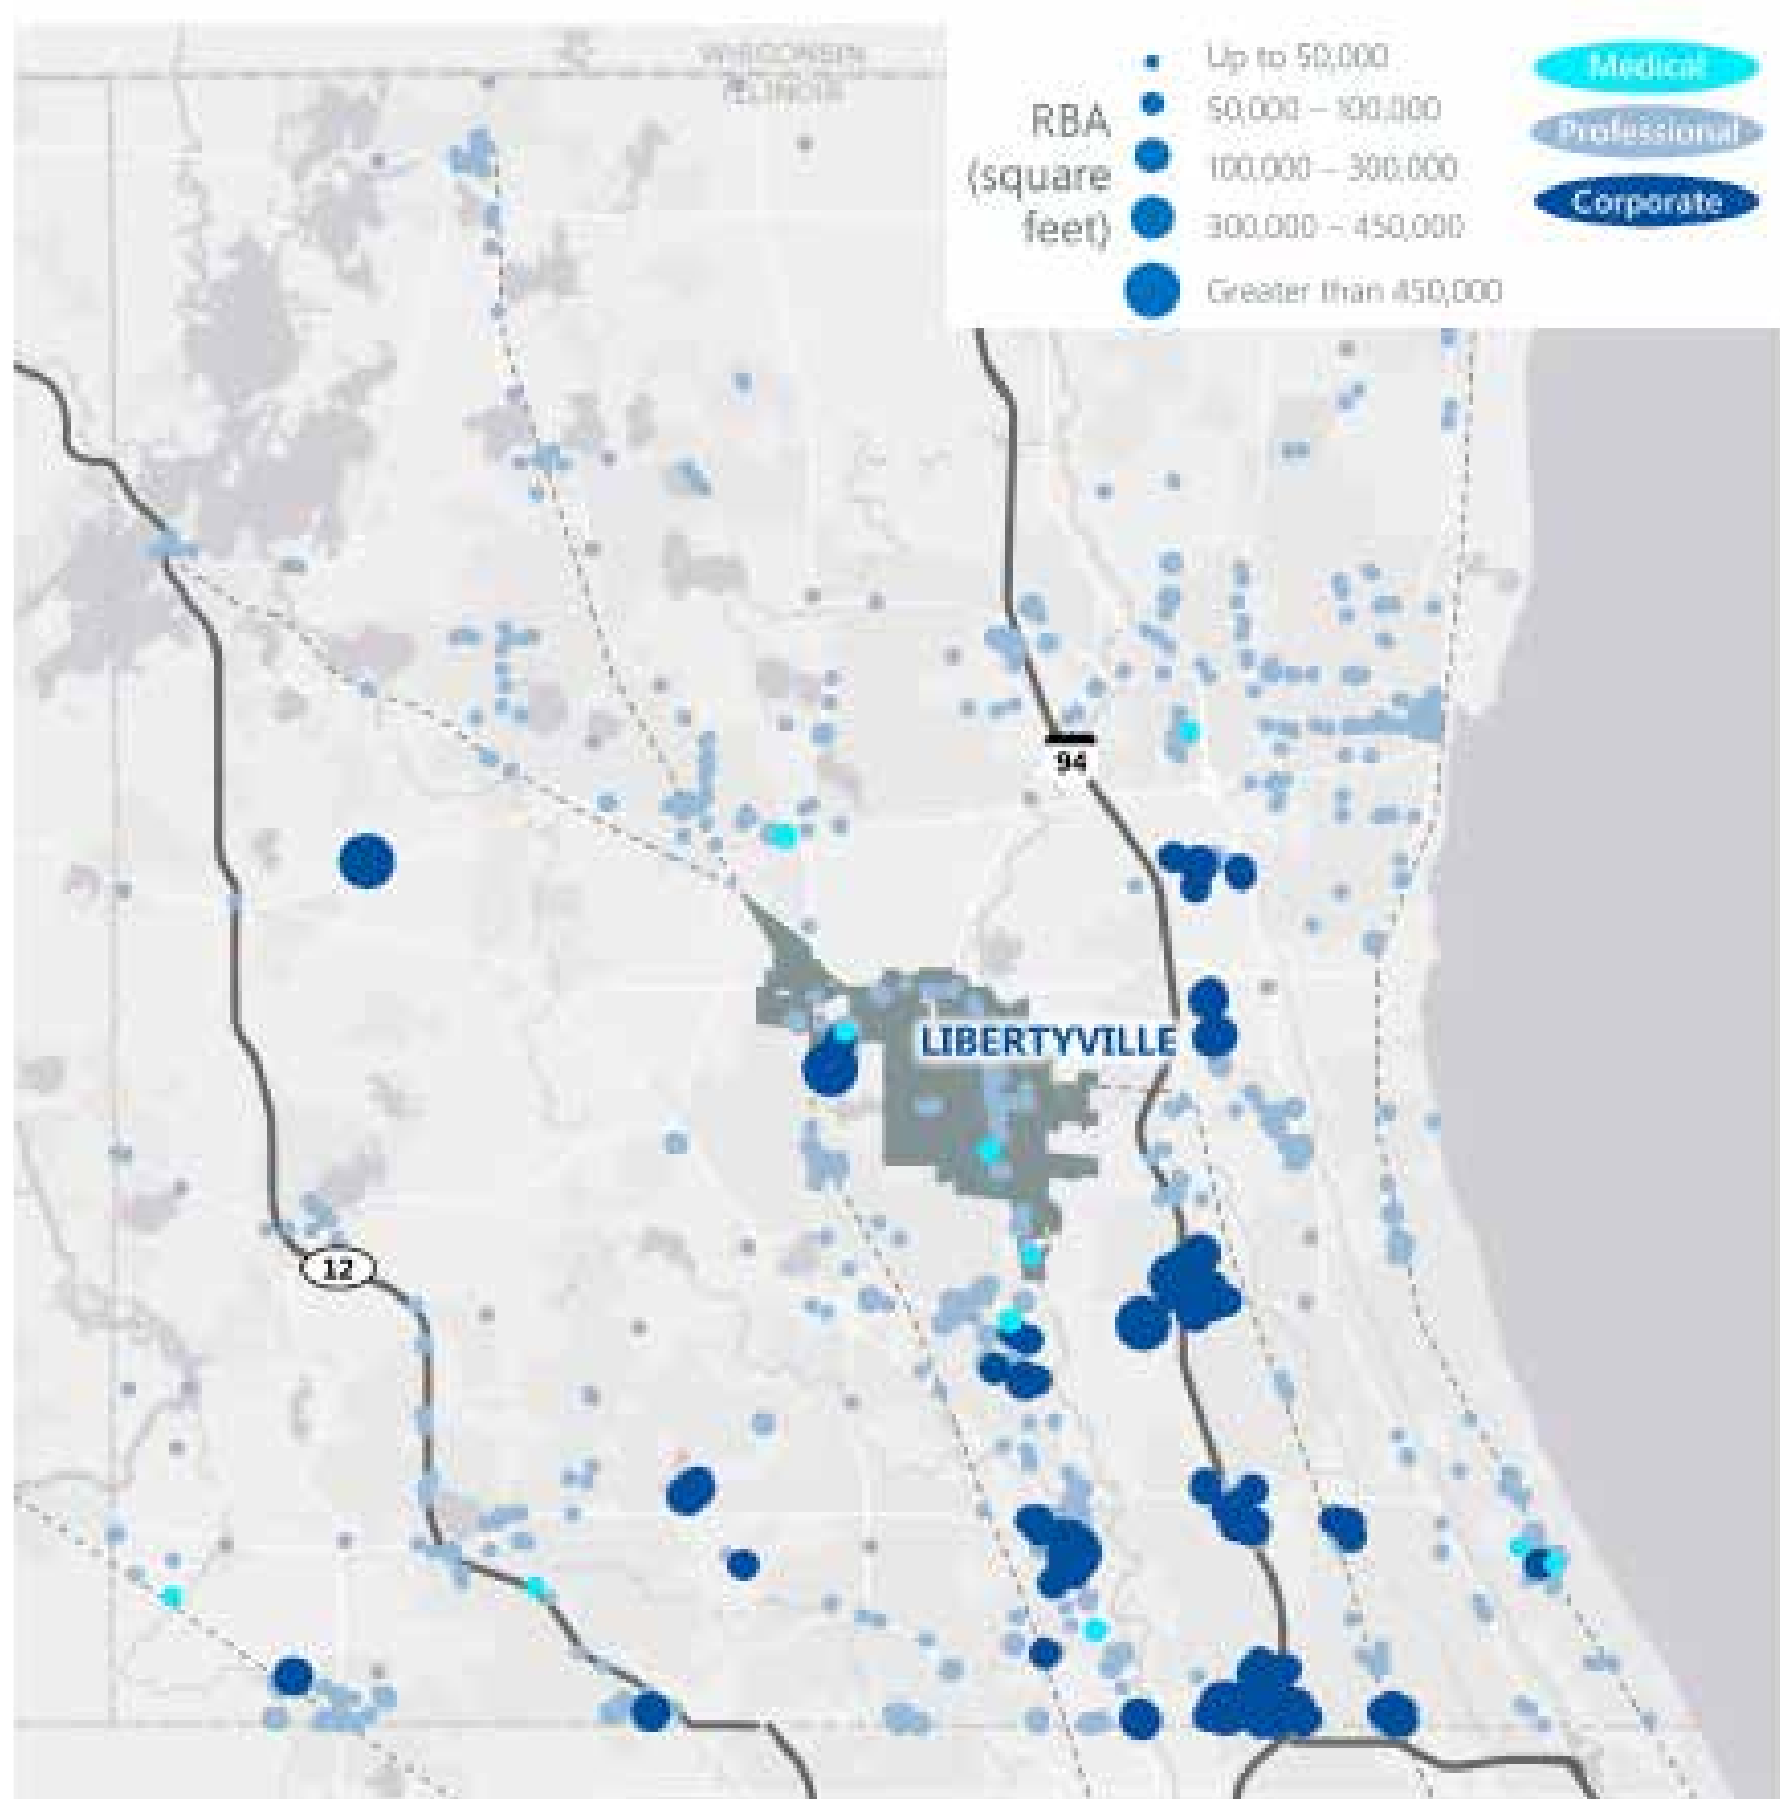 WISCONSIN
ILLINOIS
RBA
(square
feet)
Up to 50,000
50,000 – 100,000
100,000 – 300,000
300,000 – 450,000
Greater than 450,000
Medical
Professional
Corporate
94
LIBERTYVILLE
12